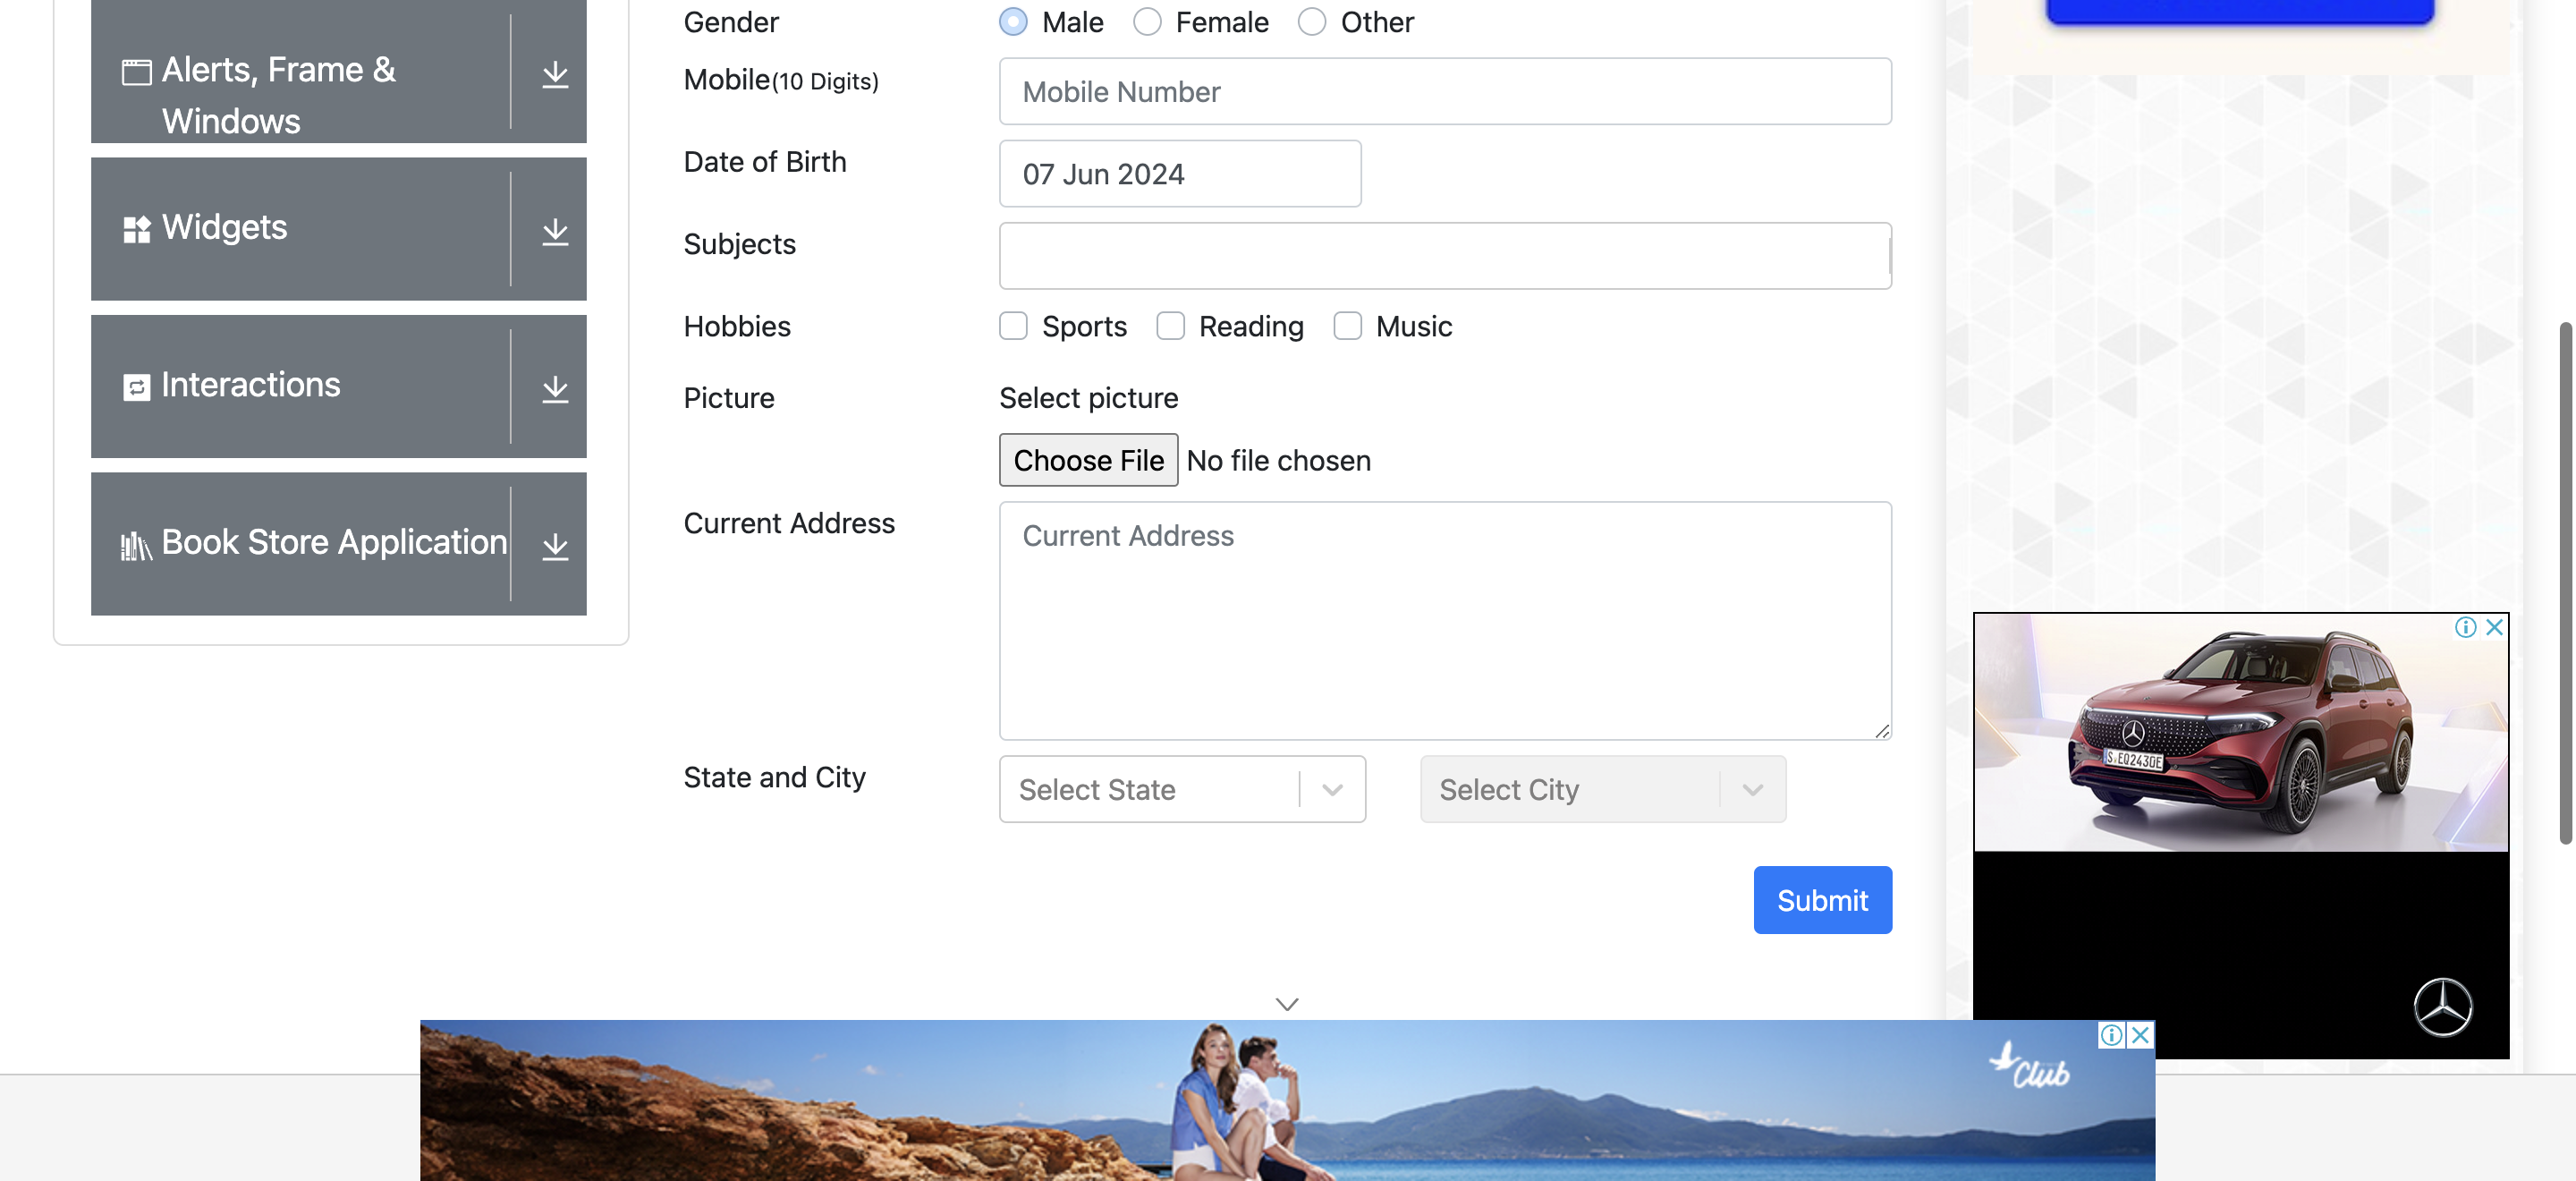 Alerts, Frame &
Windows
Widgets
Interactions
Book Store Application
Gender
Male
Female
Other
Mobile(10 Digits)
Mobile Number
Date of Birth
07 Jun 2024
Subjects
Hobbies
Sports
Reading
Music
Picture
Select picture
Choose File No file chosen
Current Address
Current Address
State and City
Select State
Select City
Submit
S EQ243OE
Club